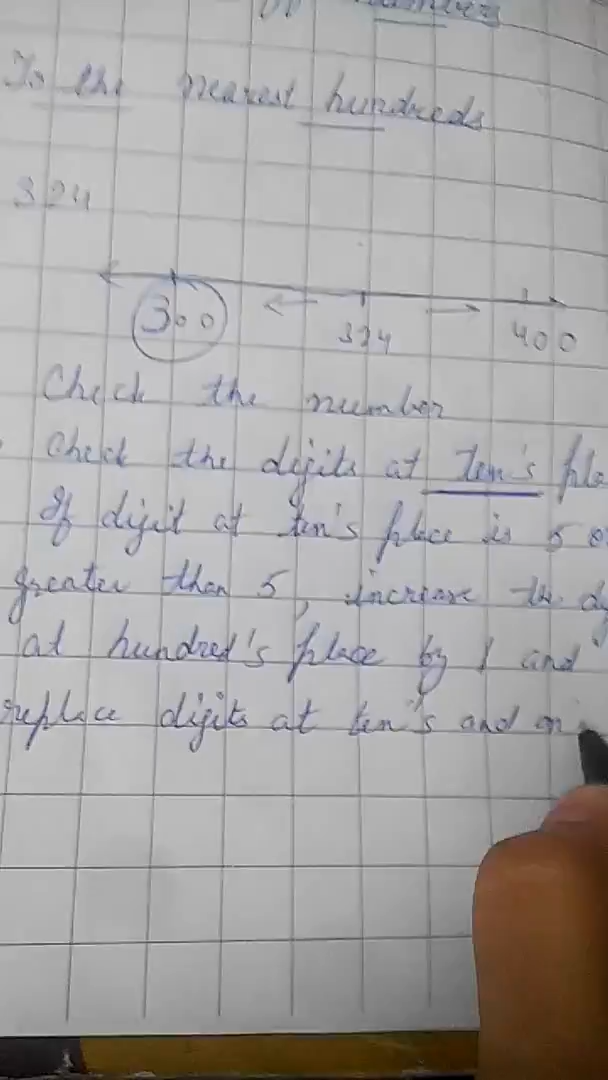 To the nearest hundreds
324
300 324 400
Check the number
Check the digits at ten's
If digit at ten's place is 5
greater than 5, increase the
at hundred's place by 1 and
replace digits at ten's and